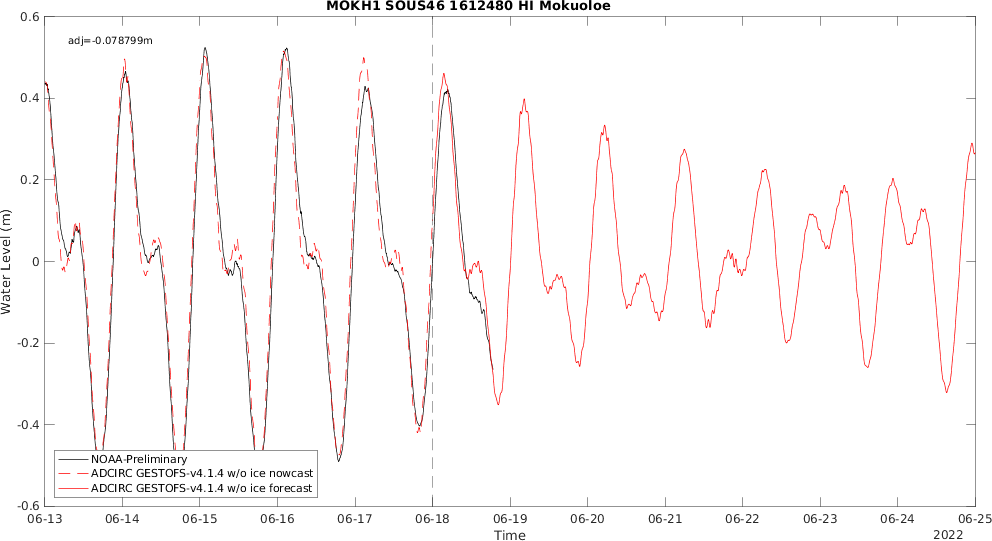 MOKH1 SOUS46 1612480 HI Mokuoloe
adj=-0.078799m
0.6
0.4
0.2
0
-0.2
-0.4
-0.6
Water Level (m)
NOAA-Preliminary
ADCIRC GESTOFS-v4.1.4 w/o ice nowcast
ADCIRC GESTOFS-v4.1.4 w/o ice forecast
06-13 06-14 06-15 06-16 06-17 06-18 06-19 06-20 06-21 06-22 06-23 06-24 06-25
Time
2022